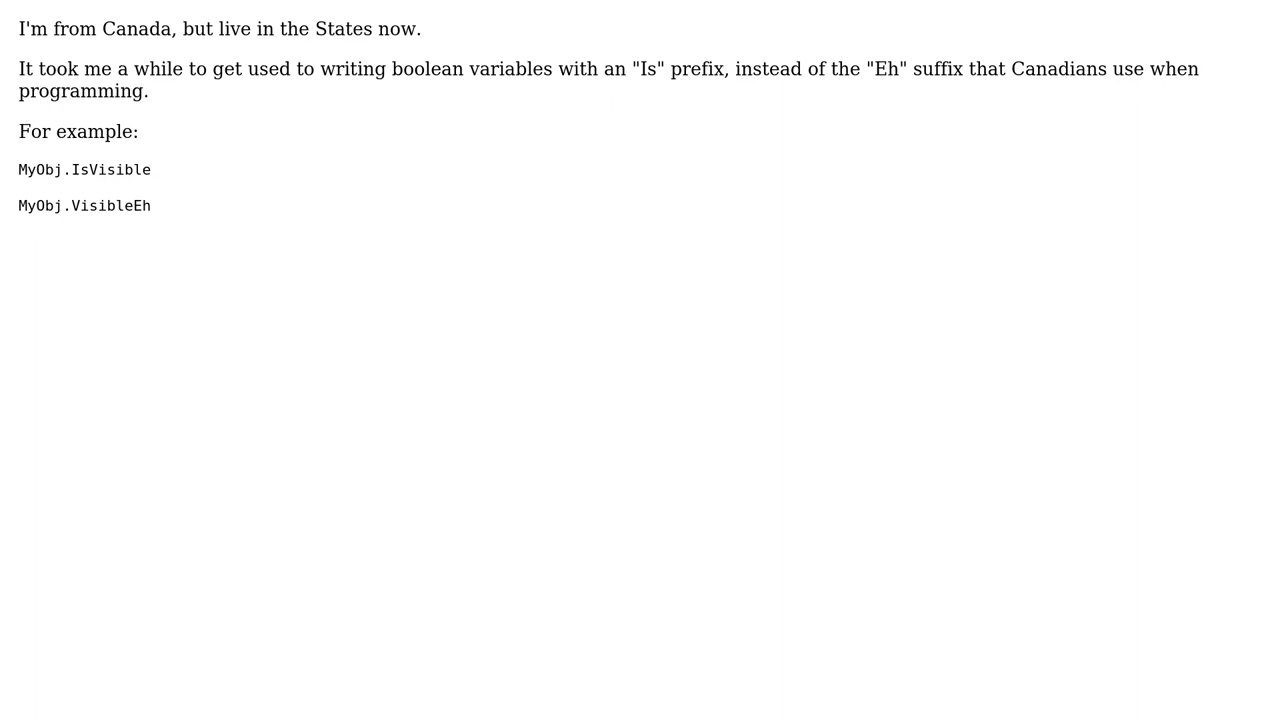 I'm from Canada, but live in the States now.
It took me a while to get used to writing boolean variables with an "Is" prefix, instead of the "Eh" suffix that Canadians use when
programming.
For example:
MyObj.IsVisible
MyObj.VisibleEh